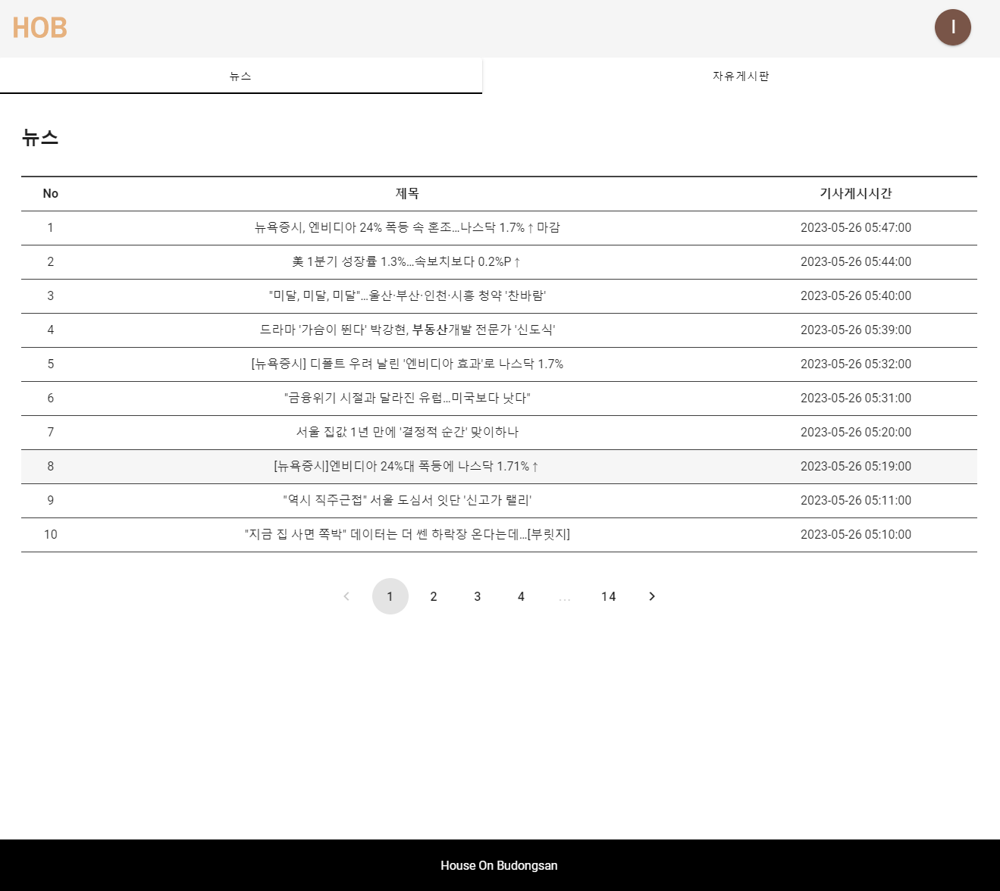 HOB
I
뉴스
자유게시판
뉴스
No 제목 기사게시시간
1 뉴욕증시, 엔비디아 24% 폭등 속 혼조...나스닥 1.7%↑마감 2023-05-26 05:47:00
2 美 1분기 성장률 1.3%...속보치보다 0.2%P↑ 2023-05-26 05:44:00
3 "미달, 미달, 미달"...울산·부산·인천·시흥 청약 '찬바람' 2023-05-26 05:40:00
4 드라마 '가슴이 뛴다' 박강현, 부동산개발 전문가 '신도식' 2023-05-26 05:39:00
5 [뉴욕증시] 디폴트 우려 날린 '엔비디아 효과'로 나스닥 1.7% 2023-05-26 05:32:00
6 "금융위기 시절과 달라진 유럽...미국보다 낫다" 2023-05-26 05:31:00
7 서울 집값 1년 만에 '결정적 순간' 맞이하나 2023-05-26 05:20:00
8 [뉴욕증시]엔비디아 24%대 폭등에 나스닥 1.71%↑ 2023-05-26 05:19:00
9 "역시 직주근접" 서울 도심서 잇단 '신고가 랠리' 2023-05-26 05:11:00
10 "지금 집 사면 쪽박" 데이터는 더 쎈 하락장 온다는데...[부릿지] 2023-05-26 05:10:00
1 2 3 4 ... 14
House On Budongsan